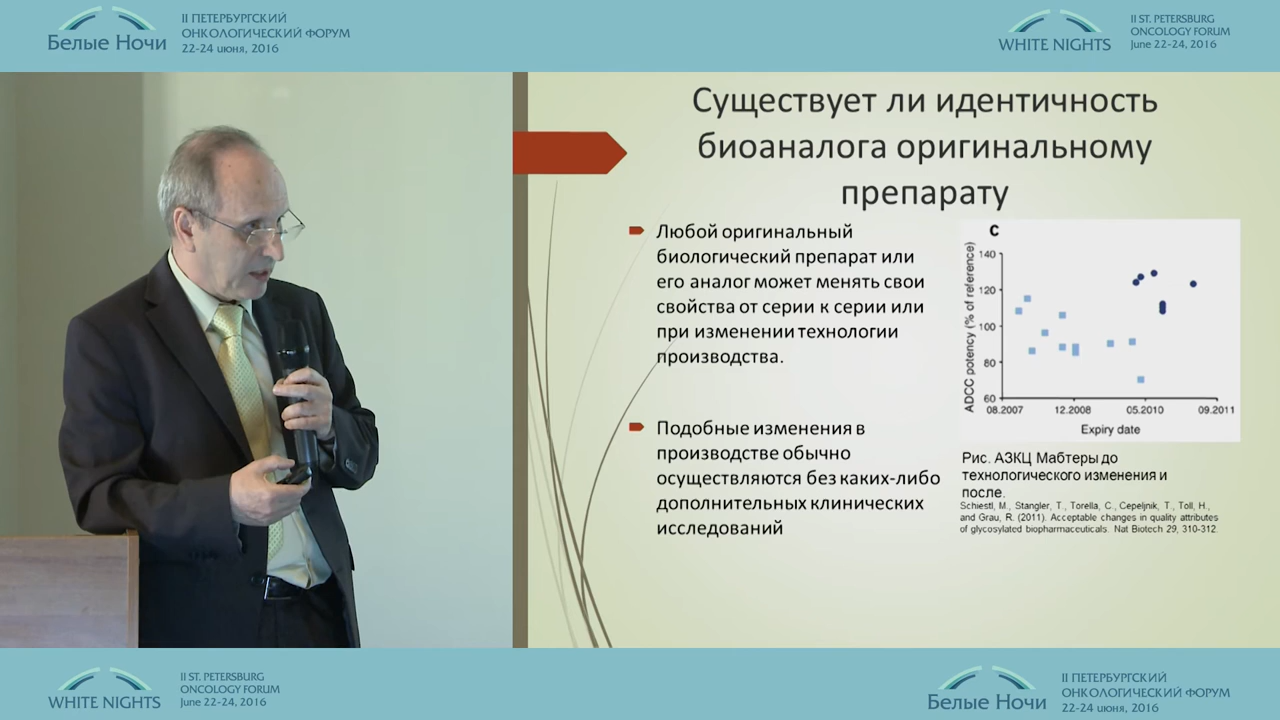 Белые Ночи
II ПЕТЕРБУРГСКИЙ
ОНКОЛОГИЧЕСКИЙ ФОРУМ
22-24 июня, 2016
WHITE NIGHTS
II ST. PETERSBURG
ONCOLOGY FORUM
June 22-24, 2016
Существует ли идентичность
биоаналога оригинальному
препарату
Любой оригинальный
биологический препарат или
его аналог может менять свои
свойства от серии к серии или
при изменении технологии
производства.
Подобные изменения в
производстве обычно
осуществляются без каких-либо
дополнительных клинических
исследований
C
ADCC potency (% of reference)
140
120
100
80
60
08.2007 12.2008 05.2010 09.2011
Expiry date
Рис. АЗКЦ Мабтеры до
технологического изменения и
после.
Schiestl, M., Stangler, T., Torella, C., Cepeljnik, T., Toll, H.,
and Grau, R. (2011). Acceptable changes in quality attributes
of glycosylated biopharmaceuticals. Nat Biotech 29, 310-312.
WHITE NIGHTS
II ST. PETERSBURG
ONCOLOGY FORUM
June 22-24, 2016
Белые Ночи
II ПЕТЕРБУРГСКИЙ
ОНКОЛОГИЧЕСКИЙ ФОРУМ
22-24 июня, 2016